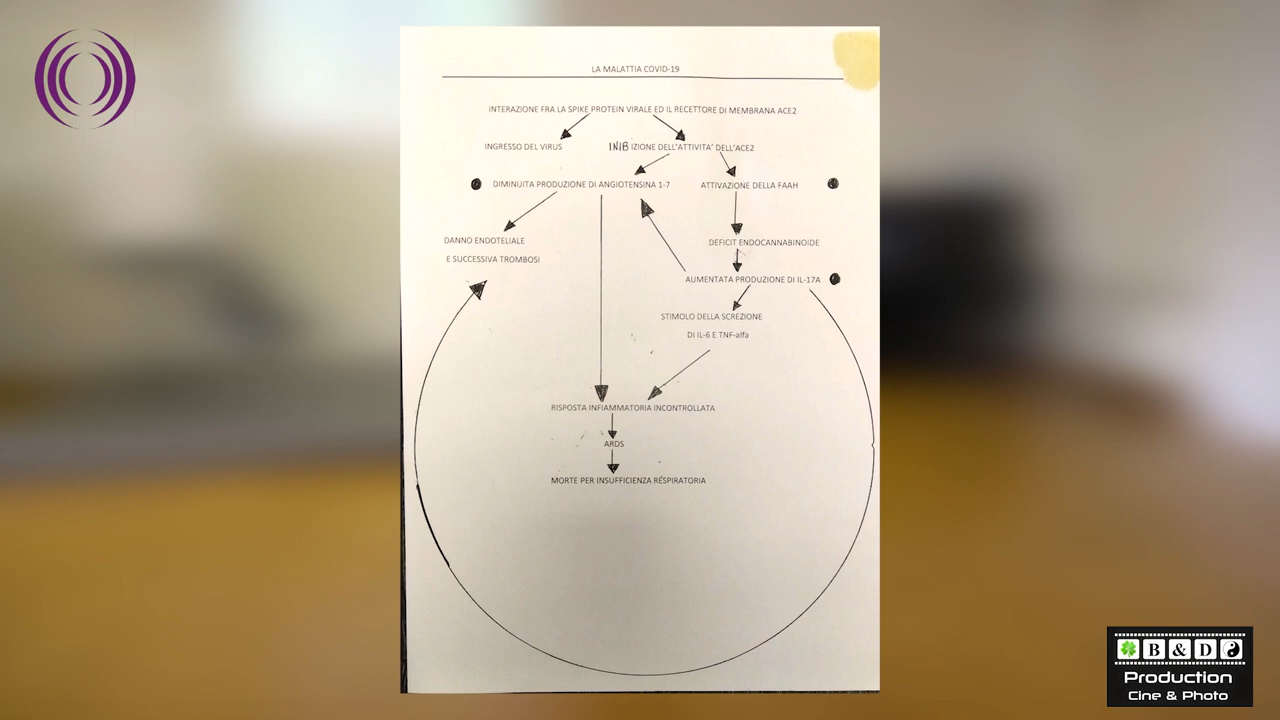 LA MALATTIA COVID-19
INTERAZIONE FRA LA SPIKE PROTEIN VIRALE ED IL RECETTORE DI MEMBRANA ACE2
INGRESSO DEL VIRUS
INIBIZIONE DELL'ATTIVITA' DELL'ACE2
DIMINUITA PRODUZIONE DI ANGIOTENSINA 1-7
ATTIVAZIONE DELLA FAAH
DANNO ENDOTELIALE
E SUCCESSIVA TROMBOSI
DEFICIT ENDOCANNABINOIDE
AUMENTATA PRODUZIONE DI IL-17A
STIMOLO DELLA SCREZIONE
DI IL-6 E TNF-alfa
RISPOSTA INFIAMMATORIA INCONTROLLATA
ARDS
MORTE PER INSUFFICIENZA RESPIRATORIA
B & D
Production
Cine & Photo